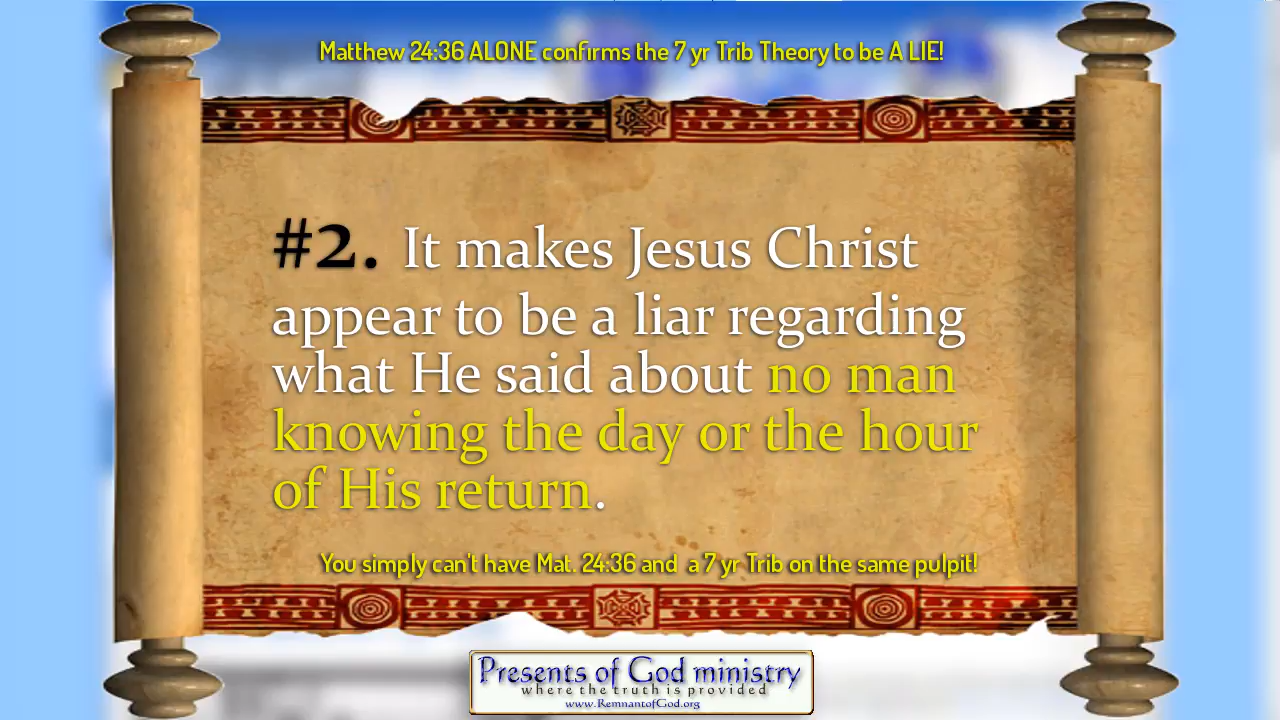 Matthew 24:36 ALONE confirms the 7 yr Trib Theory to be A LIE!
#2. It makes Jesus Christ
appear to be a liar regarding
what He said about no man
knowing the day or the hour
of His return.
You simply can't have Mat. 24:36 and a 7 yr Trib on the same pulpit!
Presents of God ministry
where the truth is provided
www.RemnantofGod.org